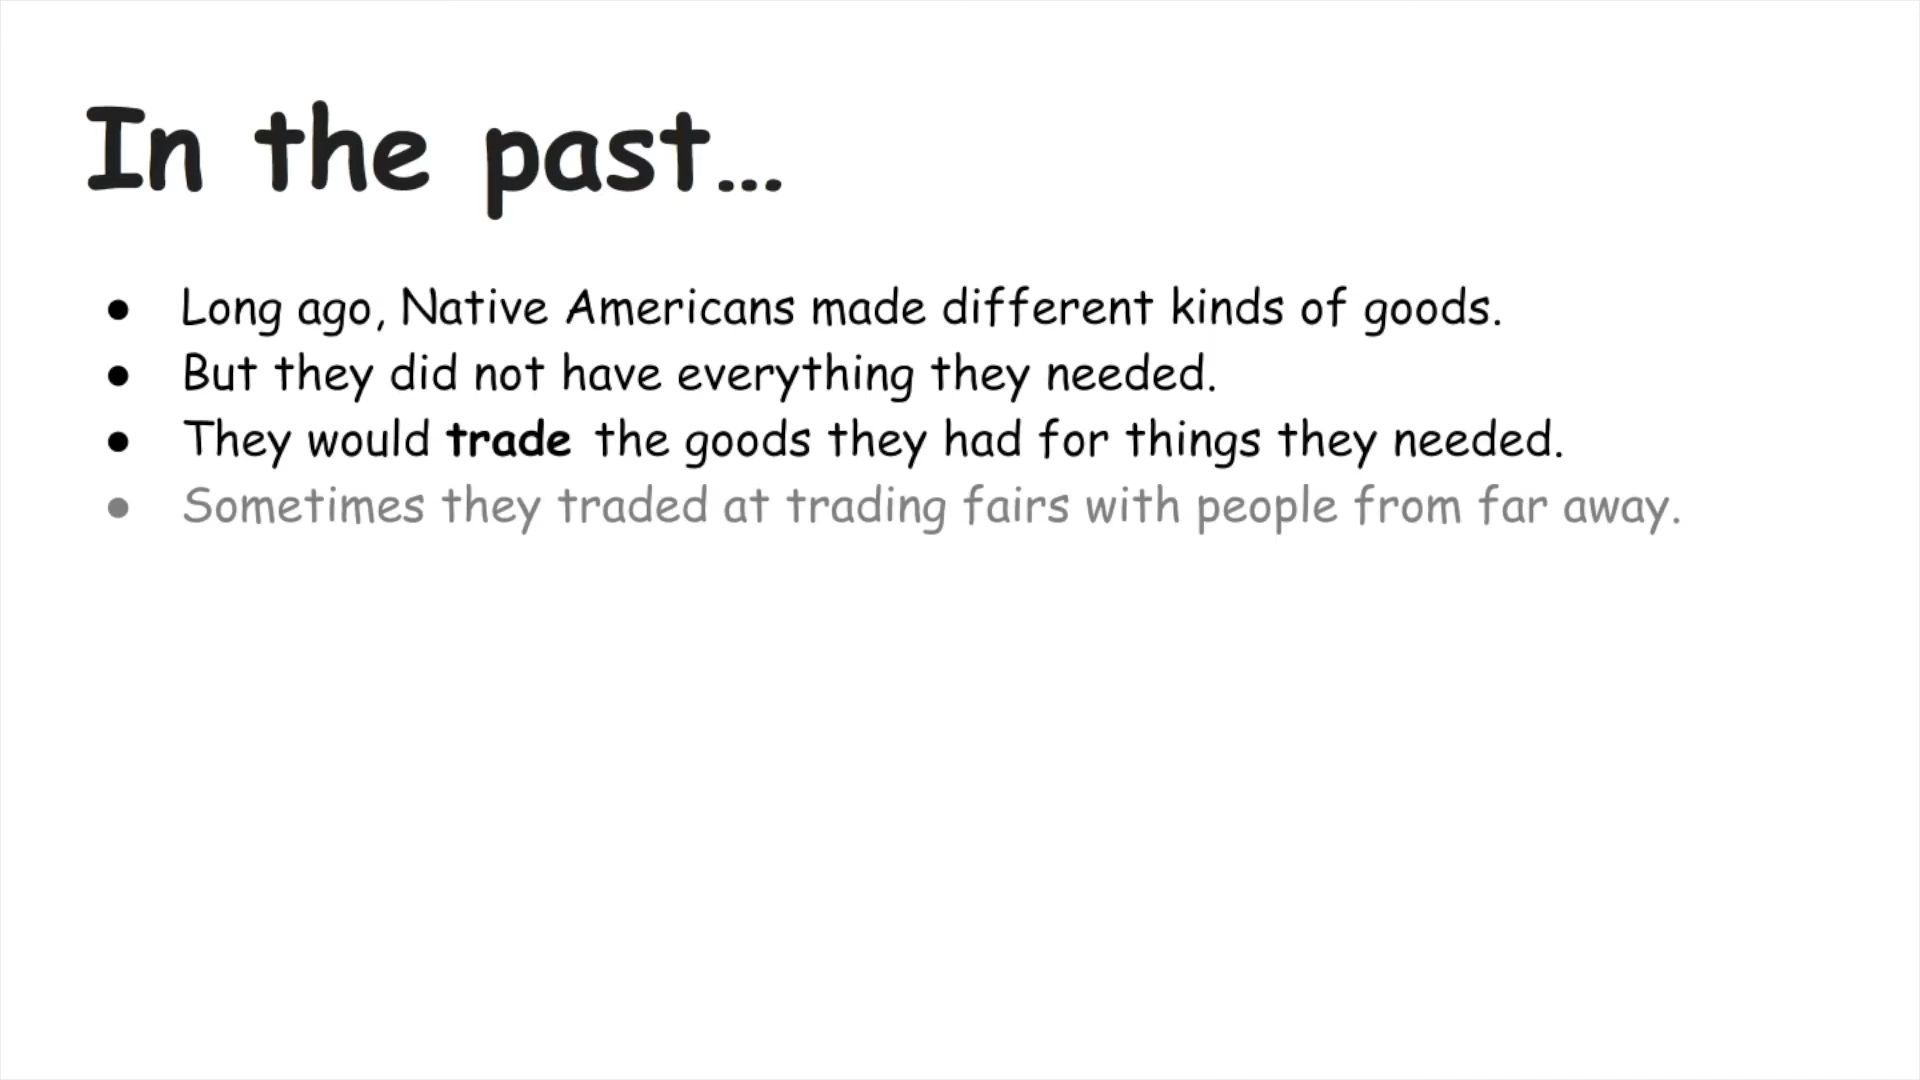 In the past…
● Long ago, Native Americans made different kinds of goods.
● But they did not have everything they needed.
● They would trade the goods they had for things they needed.
● Sometimes they traded at trading fairs with people from far away.